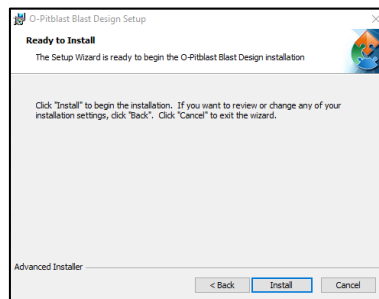 O-Pitblast Blast Design Setup
Ready to Install
The Setup Wizard is ready to begin the O-Pitblast Blast Design installation
Click "Install" to begin the installation.  If you want to review or change any of your
installation settings, click "Back".  Click "Cancel" to exit the wizard.
Advanced Installer
< Back Install Cancel